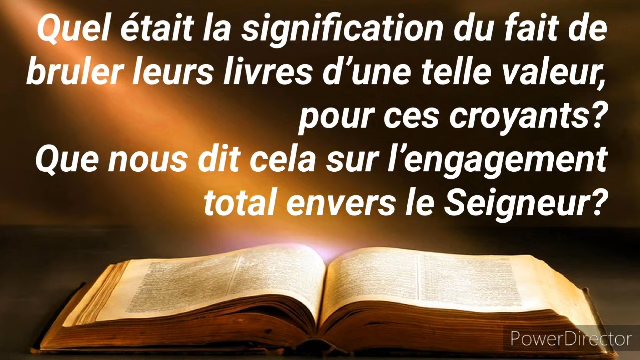 Quel était la signification du fait de
bruler leurs livres d’une telle valeur,
pour ces croyants?
Que nous dit cela sur l’engagement
total envers le Seigneur?
PowerDirector